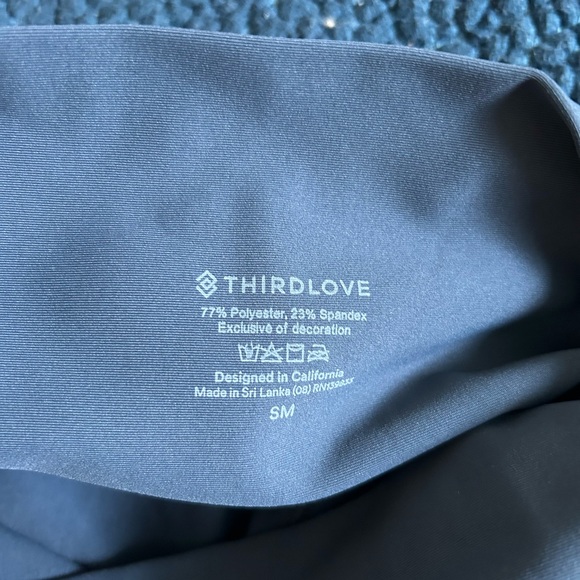 THIRDLOVE
77% Polyester, 23% Spandex
Exclusive of decoration
Designed in California
Made in Sri Lanka (08)
SM